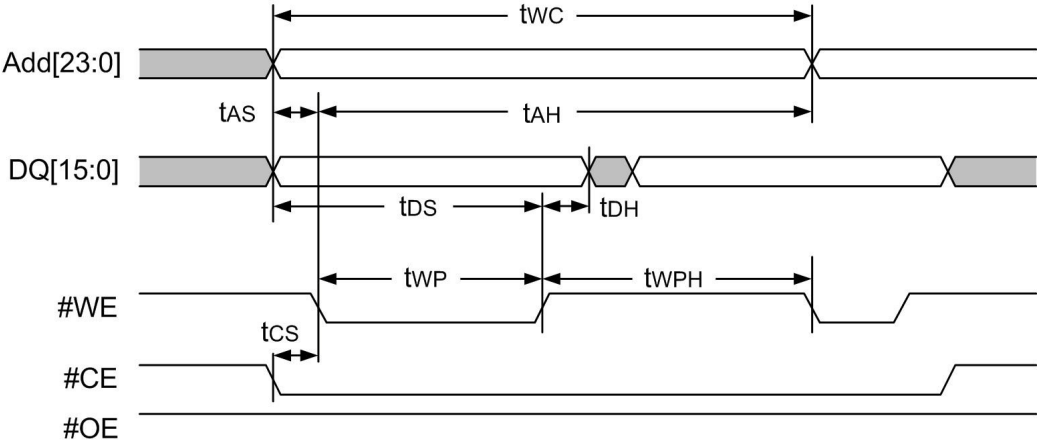 tWC
Add[23:0]
tAS
tAH
DQ[15:0]
tDS
tDH
tWP
tWPH
#WE
tCS
#CE
#OE